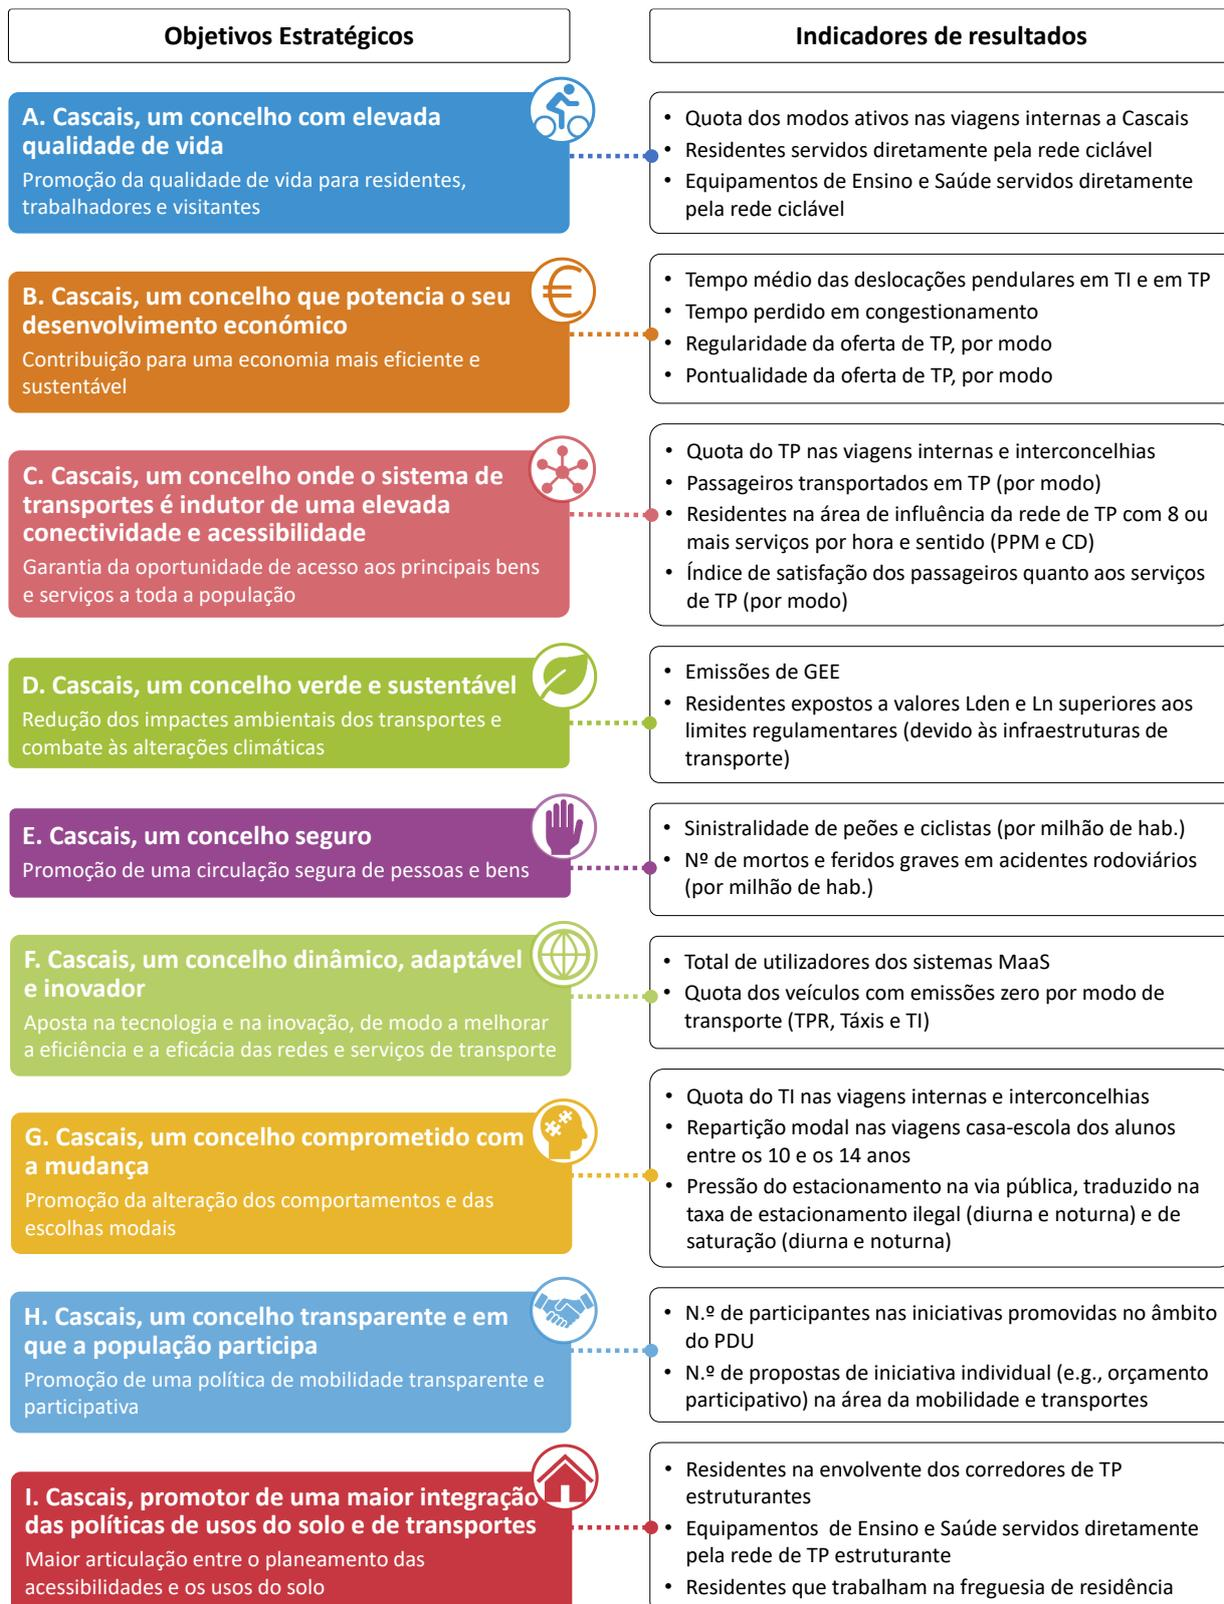 Objetivos Estratégicos
Indicadores de resultados
A. Cascais, um concelho com elevada
qualidade de vida
Promoção da qualidade de vida para residentes,
trabalhadores e visitantes
• Quota dos modos ativos nas viagens internas a Cascais
• Residentes servidos diretamente pela rede ciclável
• Equipamentos de Ensino e Saúde servidos diretamente
pela rede ciclável
B. Cascais, um concelho que potencia o seu
desenvolvimento económico
Contribuição para uma economia mais eficiente e
sustentável
• Tempo médio das deslocações pendulares em TI e em TP
• Tempo perdido em congestionamento
• Regularidade da oferta de TP, por modo
• Pontualidade da oferta de TP, por modo
C. Cascais, um concelho onde o sistema de
transportes é indutor de uma elevada
conectividade e acessibilidade
Garantia da oportunidade de acesso aos principais bens
e serviços a toda a população
• Quota do TP nas viagens internas e interconcelhias
• Passageiros transportados em TP (por modo)
• Residentes na área de influência da rede de TP com 8 ou
mais serviços por hora e sentido (PPM e CD)
• Índice de satisfação dos passageiros quanto aos serviços
de TP (por modo)
D. Cascais, um concelho verde e sustentável
Redução dos impactes ambientais dos transportes e
combate às alterações climáticas
• Emissões de GEE
• Residentes expostos a valores Lden e Ln superiores aos
limites regulamentares (devido às infraestruturas de
transporte)
E. Cascais, um concelho seguro
Promoção de uma circulação segura de pessoas e bens
• Sinistralidade de peões e ciclistas (por milhão de hab.)
• Nº de mortos e feridos graves em acidentes rodoviários
(por milhão de hab.)
F. Cascais, um concelho dinâmico, adaptável
e inovador
Aposta na tecnologia e na inovação, de modo a melhorar
a eficiência e a eficácia das redes e serviços de transporte
• Total de utilizadores dos sistemas MaaS
• Quota dos veículos com emissões zero por modo de
transporte (TPR, Táxis e TI)
G. Cascais, um concelho comprometido com
a mudança
Promoção da alteração dos comportamentos e das
escolhas modais
• Quota do TI nas viagens internas e interconcelhias
• Repartição modal nas viagens casa-escola dos alunos
entre os 10 e os 14 anos
• Pressão do estacionamento na via pública, traduzido na
taxa de estacionamento ilegal (diurna e noturna) e de
saturação (diurna e noturna)
H. Cascais, um concelho transparente e em
que a população participa
Promoção de uma política de mobilidade transparente e
participativa
• N.º de participantes nas iniciativas promovidas no âmbito
do PDU
• N.º de propostas de iniciativa individual (e.g., orçamento
participativo) na área da mobilidade e transportes
I. Cascais, promotor de uma maior integração
das políticas de usos do solo e de transportes
Maior articulação entre o planeamento das
acessibilidades e os usos do solo
• Residentes na envolvente dos corredores de TP
estruturantes
• Equipamentos de Ensino e Saúde servidos diretamente
pela rede de TP estruturante
• Residentes que trabalham na freguesia de residência